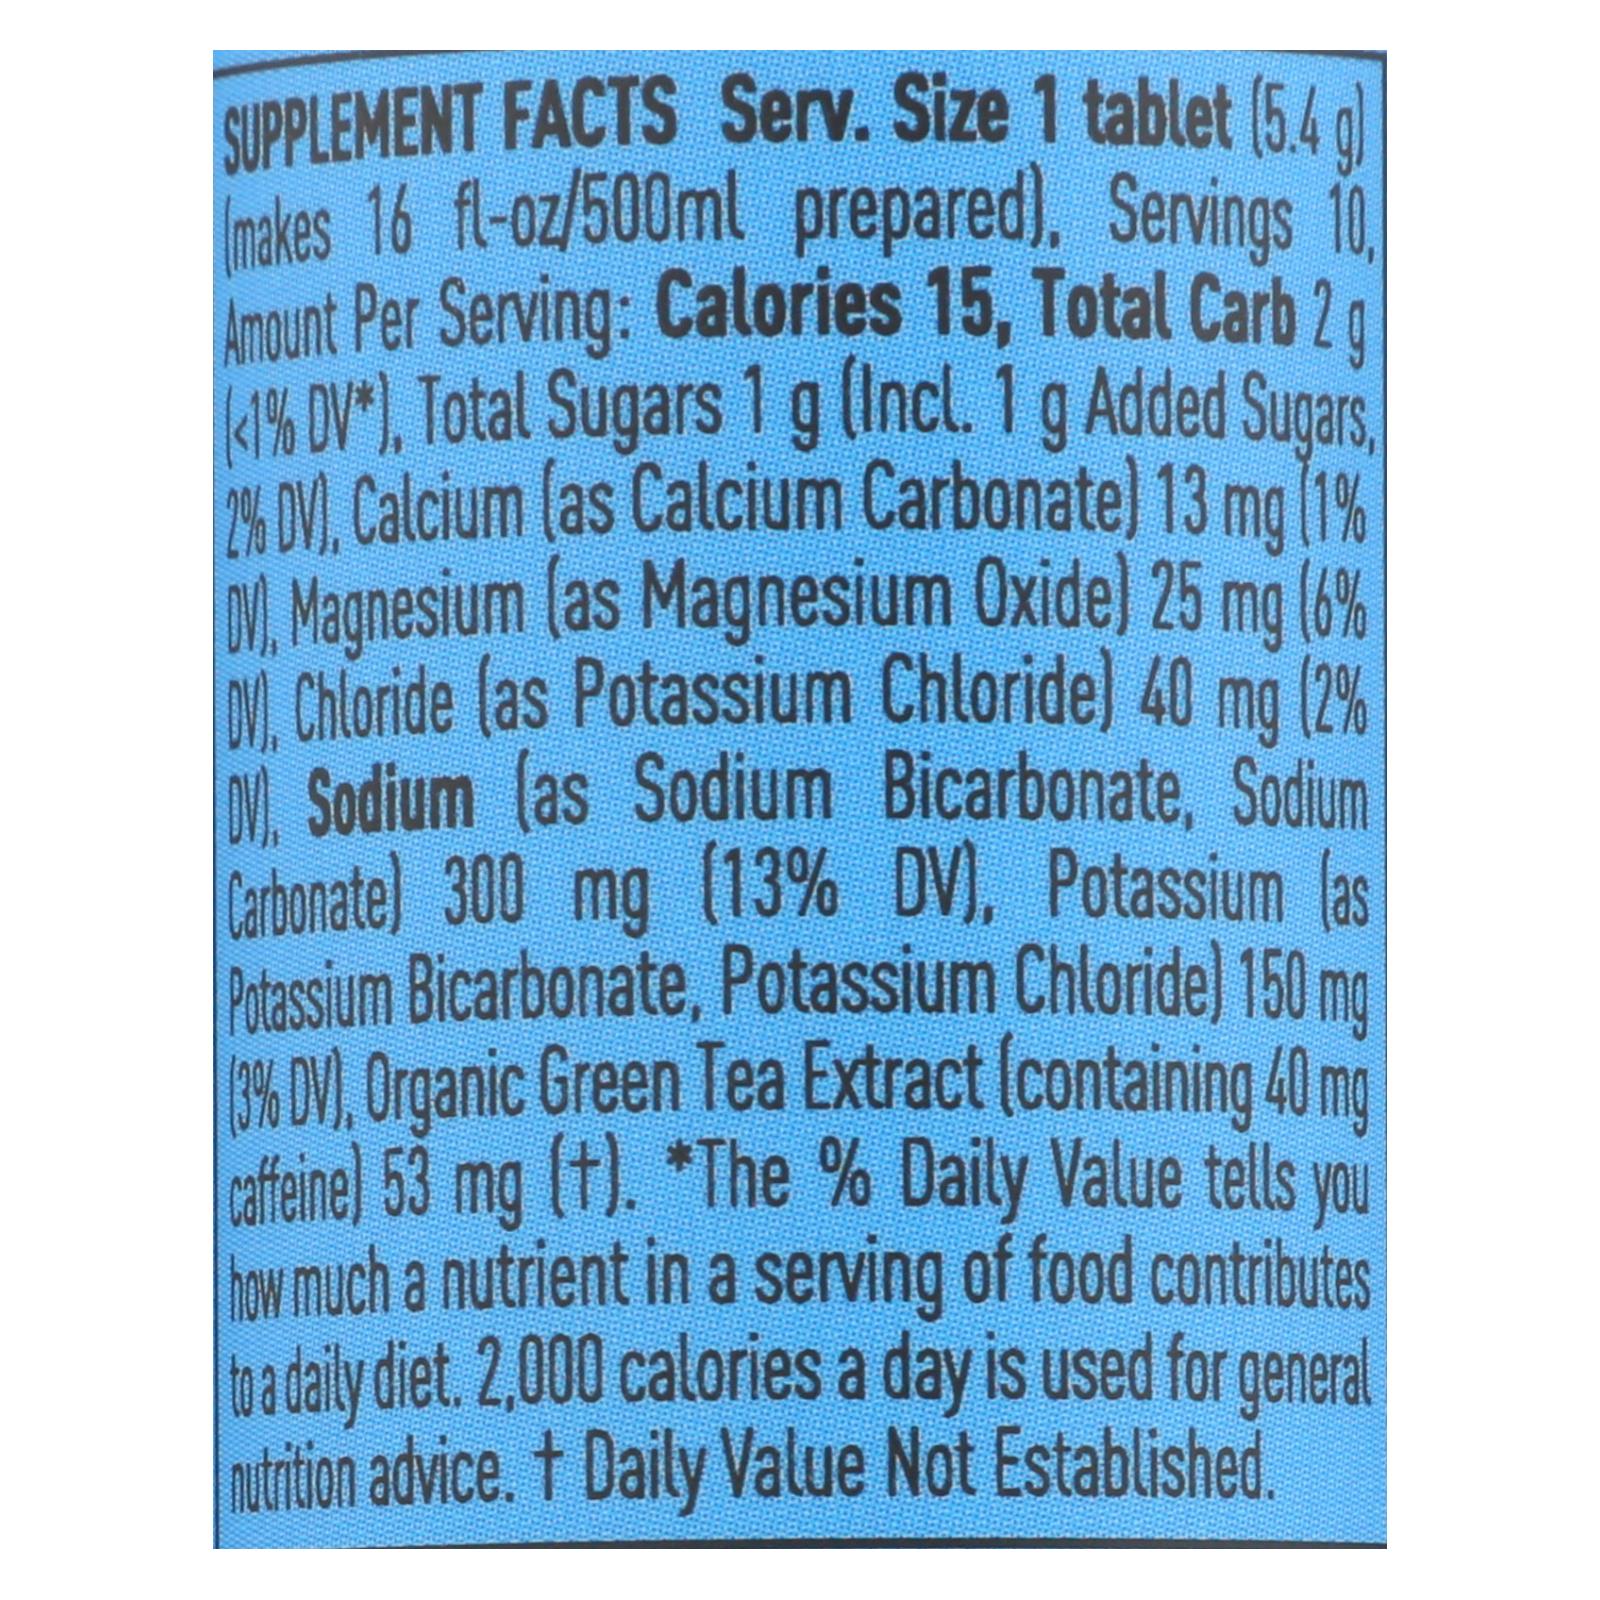 SUPPLEMENT FACTS Serv. Size 1 tablet (5.4 g)
(makes 16 fl-oz/500ml prepared), Servings 10,
Amount Per Serving: Calories 15, Total Carb 2 g
(<1% DV*), Total Sugars 1 g (Incl. 1 g Added Sugars,
2% DV), Calcium (as Calcium Carbonate) 13 mg (1%
DV), Magnesium (as Magnesium Oxide) 25 mg (6%
DV), Chloride (as Potassium Chloride) 40 mg (2%
DV), Sodium (as Sodium Bicarbonate, Sodium
Carbonate) 300 mg (13% DV), Potassium (as
Potassium Bicarbonate, Potassium Chloride) 150 mg
(3% DV), Organic Green Tea Extract (containing 40 mg
caffeine) 53 mg (†). *The % Daily Value tells you
how much a nutrient in a serving of food contributes
to a daily diet. 2,000 calories a day is used for general
nutrition advice. † Daily Value Not Established.